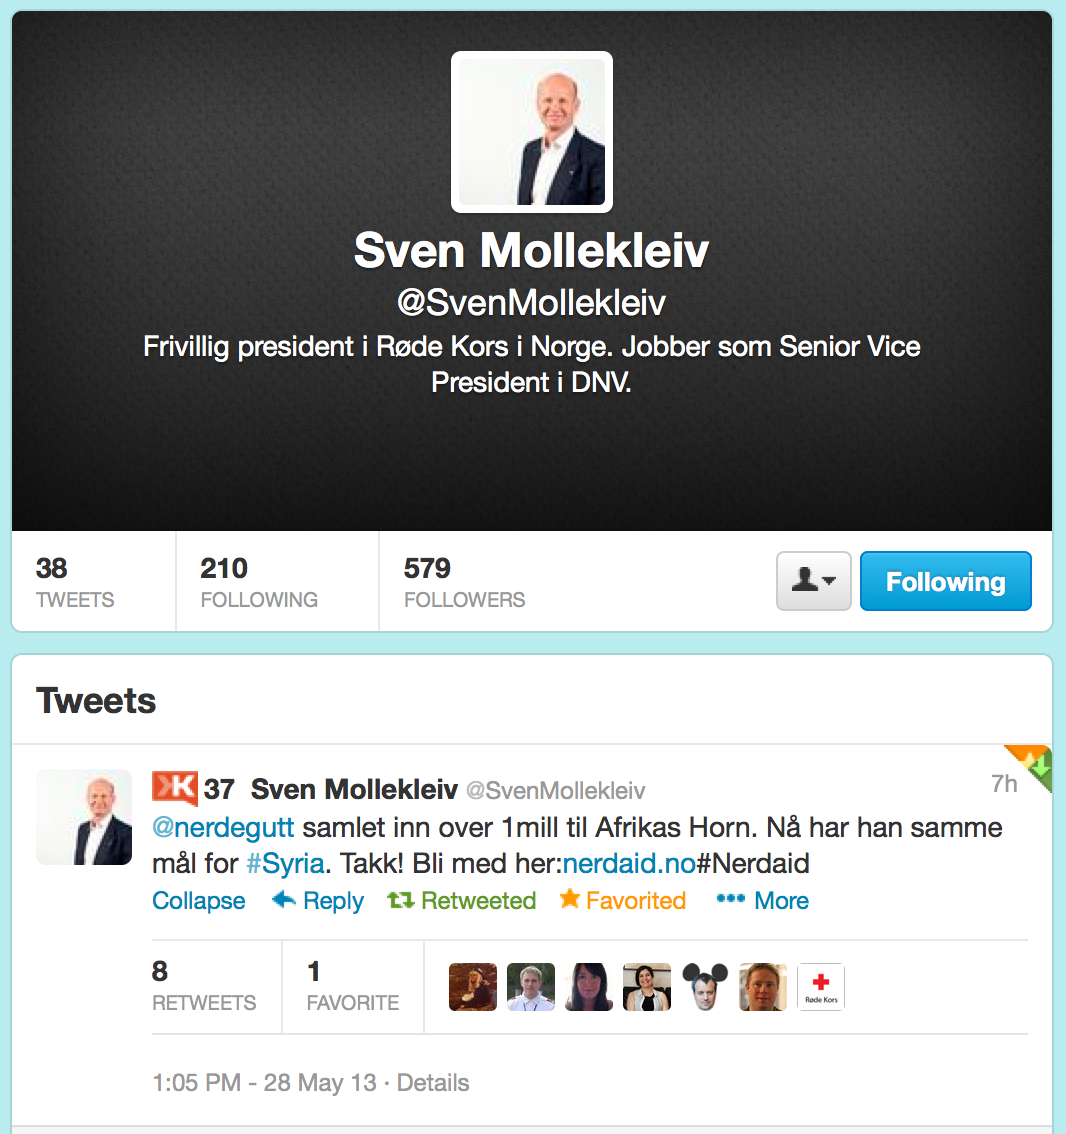 Sven Mollekleiv
@SvenMollekleiv
Frivillig president i Røde Kors i Norge. Jobber som Senior Vice
President i DNV.
38
TWEETS
210
FOLLOWING
579
FOLLOWERS
Following
Tweets
K 37 Sven Mollekleiv @SvenMollekleiv 7h
@nerdegutt samlet inn over 1mill til Afrikas Horn. Nå har han samme
mål for #Syria. Takk! Bli med her:nerdaid.no#Nerdaid
Collapse Reply Retweeted Favorited More
8
RETWEETS
1
FAVORITE
Røde Kors
1:05 PM - 28 May 13 · Details